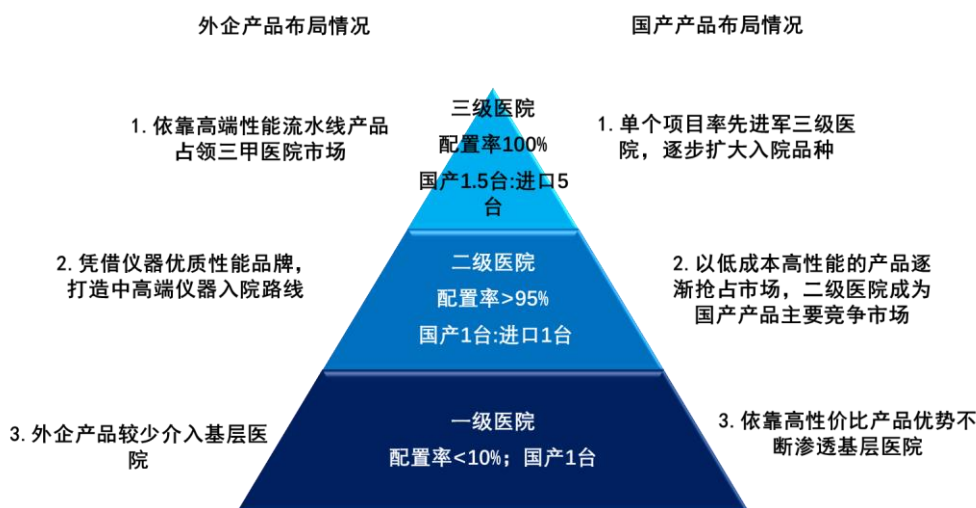 外企产品布局情况
国产产品布局情况
1. 依靠高端性能流水线产品
占领三甲医院市场
三级医院
配置率100%
国产1.5台:进口5
台
1. 单个项目率先进军三级医
院，逐步扩大入院品种
2. 凭借仪器优质性能品牌，
打造中高端仪器入院路线
二级医院
配置率>95%
国产1台:进口1台
2. 以低成本高性能的产品逐
渐抢占市场，二级医院成为
国产产品主要竞争市场
3. 外企产品较少介入基层医
院
一级医院
配置率<10%；国产1台
3. 依靠高性价比产品优势不
断渗透基层医院